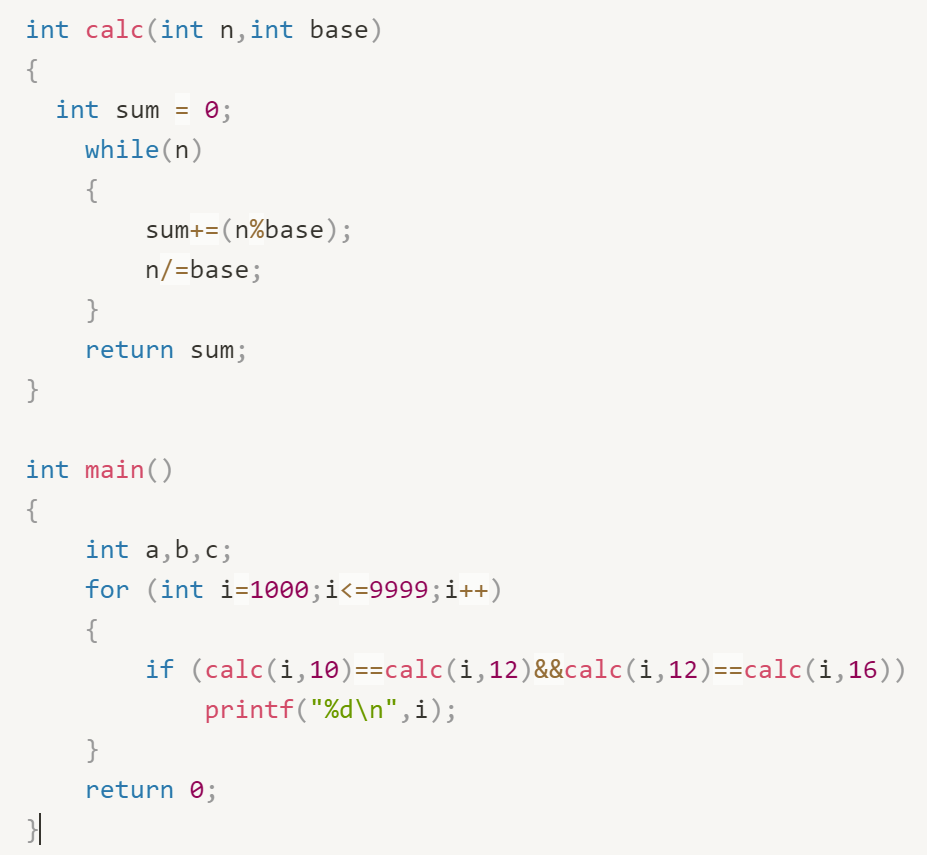 int calc(int n,int base)
{
  int sum = 0;
    while(n)
    {
        sum+=(n%base);
        n/=base;
    }
    return sum;
}

int main()
{
    int a,b,c;
    for (int i=1000;i<=9999;i++)
    {
        if (calc(i,10)==calc(i,12)&&calc(i,12)==calc(i,16))
            printf("%d\n",i);
    }
    return 0;
}